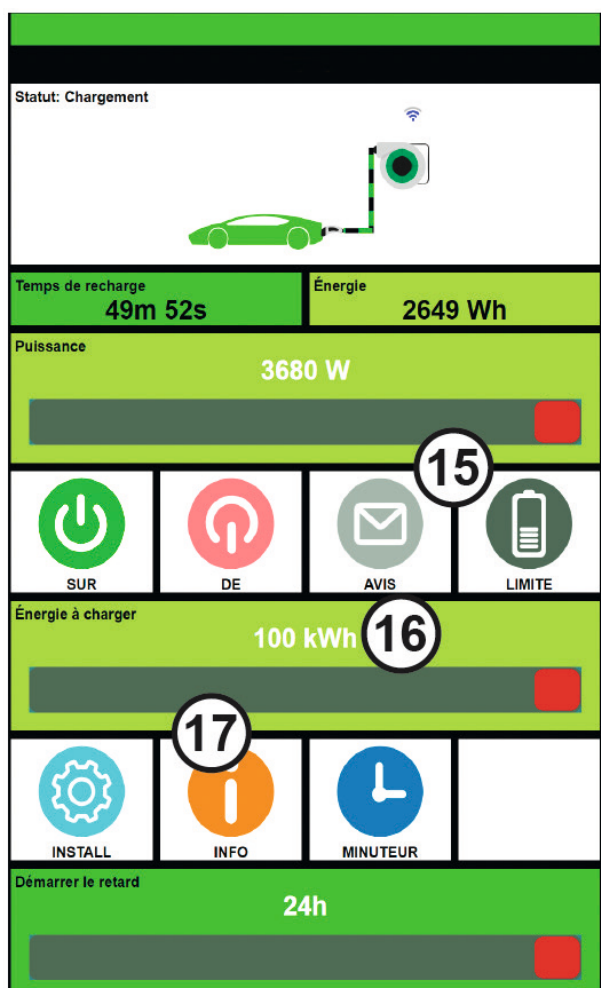 Statut: Chargement
Temps de recharge
49m 52s
Énergie
2649 Wh
Puissance
3680 W
15
SUR
DE
AVIS
LIMITE
Énergie à charger
100 kWh
16
17
INSTALL
INFO
MINUTEUR
Démarrer le retard
24h